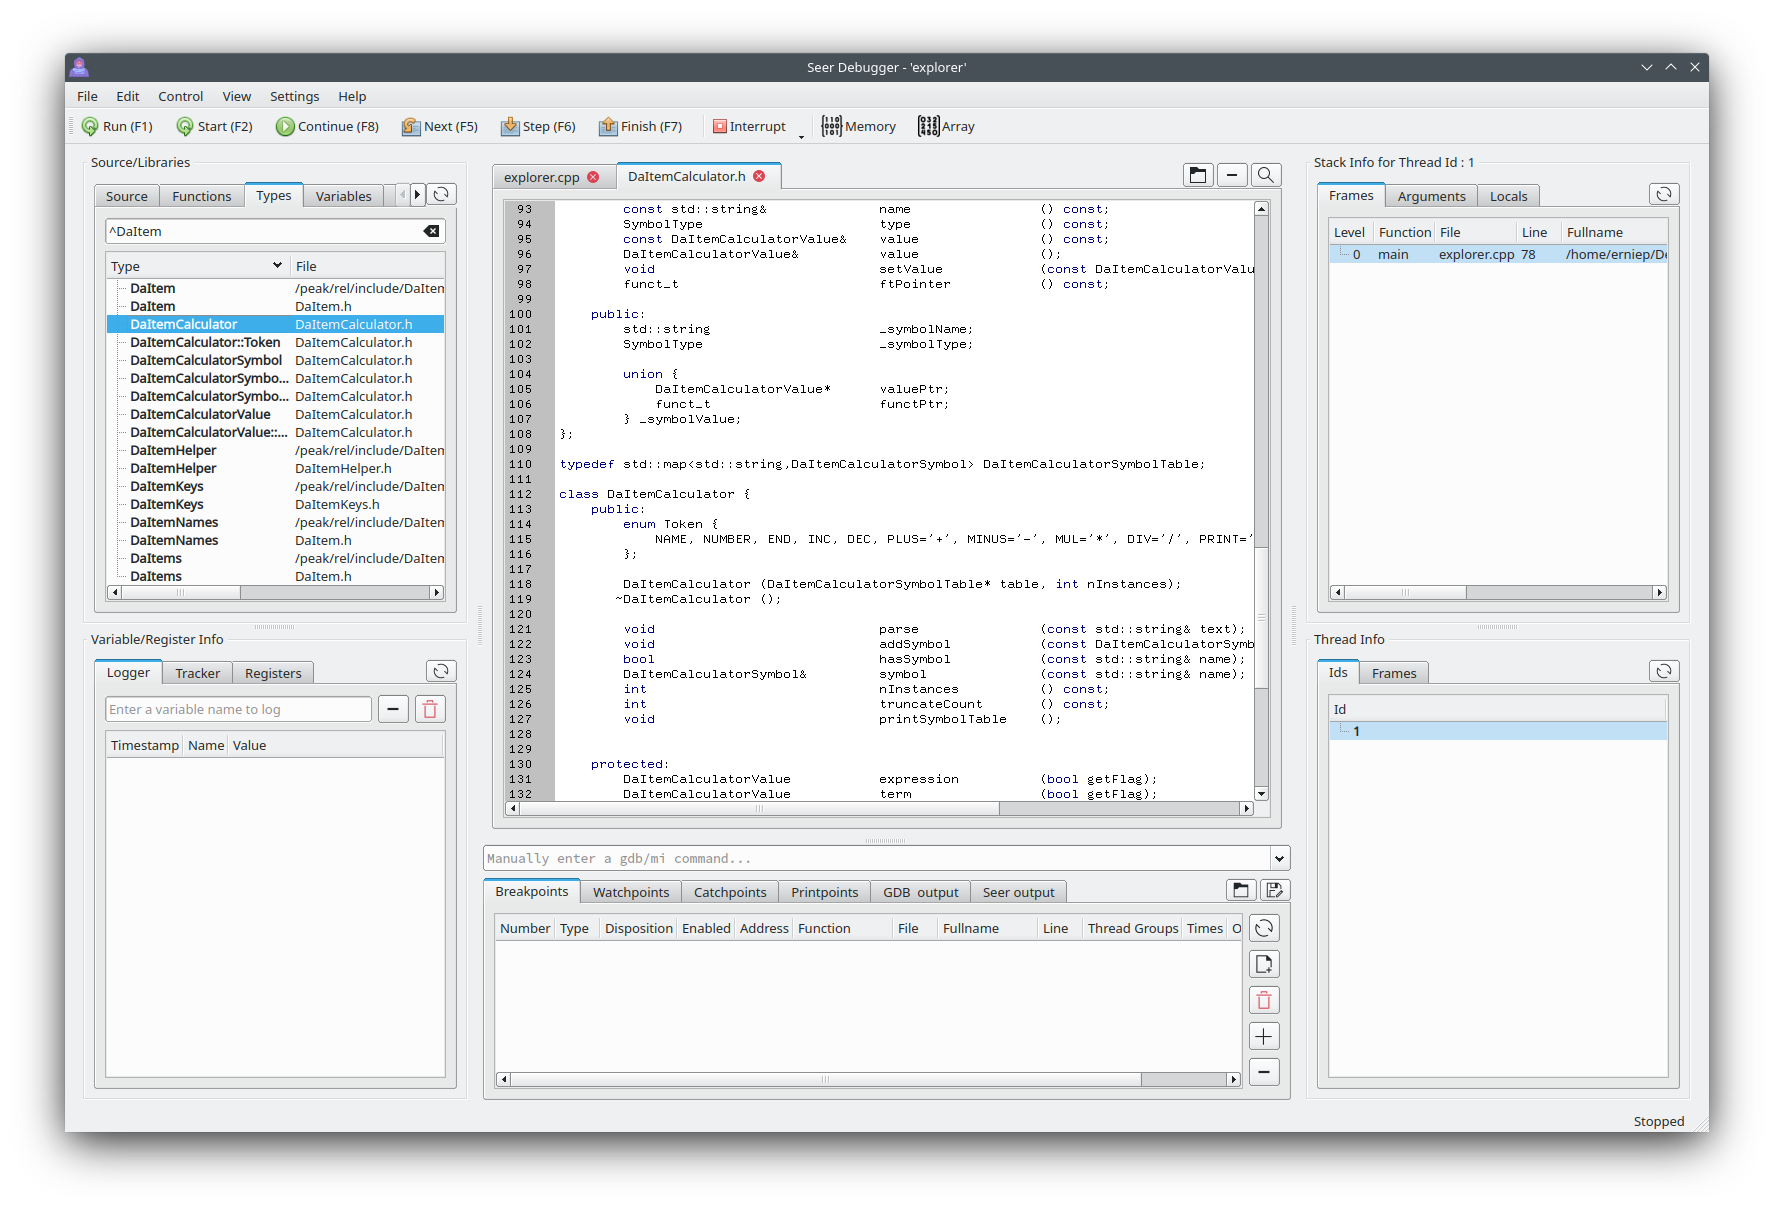 Seer Debugger - 'explorer'
File Edit Control View Settings Help
Run (F1) Start (F2) Continue (F8) Next (F5) Step (F6) Finish (F7) Interrupt Memory Array
Source/Libraries
Source Functions Types Variables
^DaItem
Type File
DaItem /peak/rel/include/DaItem
DaItem DaItem.h
DaItemCalculator DaItemCalculator.h
DaItemCalculator::Token DaItemCalculator.h
DaItemCalculatorSymbol DaItemCalculator.h
DaItemCalculatorSymbo... DaItemCalculator.h
DaItemCalculatorSymbo... DaItemCalculator.h
DaItemCalculatorValue DaItemCalculator.h
DaItemCalculatorValue::... DaItemCalculator.h
DaItemHelper /peak/rel/include/DaItem
DaItemHelper DaItemHelper.h
DaItemKeys /peak/rel/include/DaItem
DaItemKeys DaItemKeys.h
DaItemNames /peak/rel/include/DaItem
DaItemNames DaItem.h
DaItems /peak/rel/include/DaItem
DaItems DaItem.h
Variable/Register Info
Logger Tracker Registers
Enter a variable name to log
Timestamp Name Value
explorer.cpp DaItemCalculator.h
93 const std::string& name () const;
94 SymbolType type () const;
95 const DaItemCalculatorValue& value () const;
96 DaItemCalculatorValue& value ();
97 void setValue (const DaItemCalculatorValu
98 funct_t ftPointer () const;
99
100 public:
101 std::string _symbolName;
102 SymbolType _symbolType;
103
104 union {
105 DaItemCalculatorValue* valuePtr;
106 funct_t functPtr;
107 } _symbolValue;
108 };
109
110 typedef std::map<std::string,DaItemCalculatorSymbol> DaItemCalculatorSymbolTable;
111
112 class DaItemCalculator {
113 public:
114 enum Token {
115 NAME, NUMBER, END, INC, DEC, PLUS='+', MINUS='-', MUL='*', DIV='/', PRINT='
116 };
117
118 DaItemCalculator (DaItemCalculatorSymbolTable* table, int nInstances);
119 ~DaItemCalculator ();
120
121 void parse (const std::string& text);
122 void addSymbol (const DaItemCalculatorSymb
123 bool hasSymbol (const std::string& name);
124 DaItemCalculatorSymbol& symbol (const std::string& name);
125 int nInstances () const;
126 int truncateCount () const;
127 void printSymbolTable ();
128
129
130 protected:
131 DaItemCalculatorValue expression (bool getFlag);
132 DaItemCalculatorValue term (bool getFlag);
Manually enter a gdb/mi command...
Breakpoints Watchpoints Catchpoints Printpoints GDB output Seer output
Number Type Disposition Enabled Address Function File Fullname Line Thread Groups Times O
Stack Info for Thread Id : 1
Frames Arguments Locals
Level Function File Line Fullname
0 main explorer.cpp 78 /home/erniep/De
Thread Info
Ids Frames
Id
1
Stopped